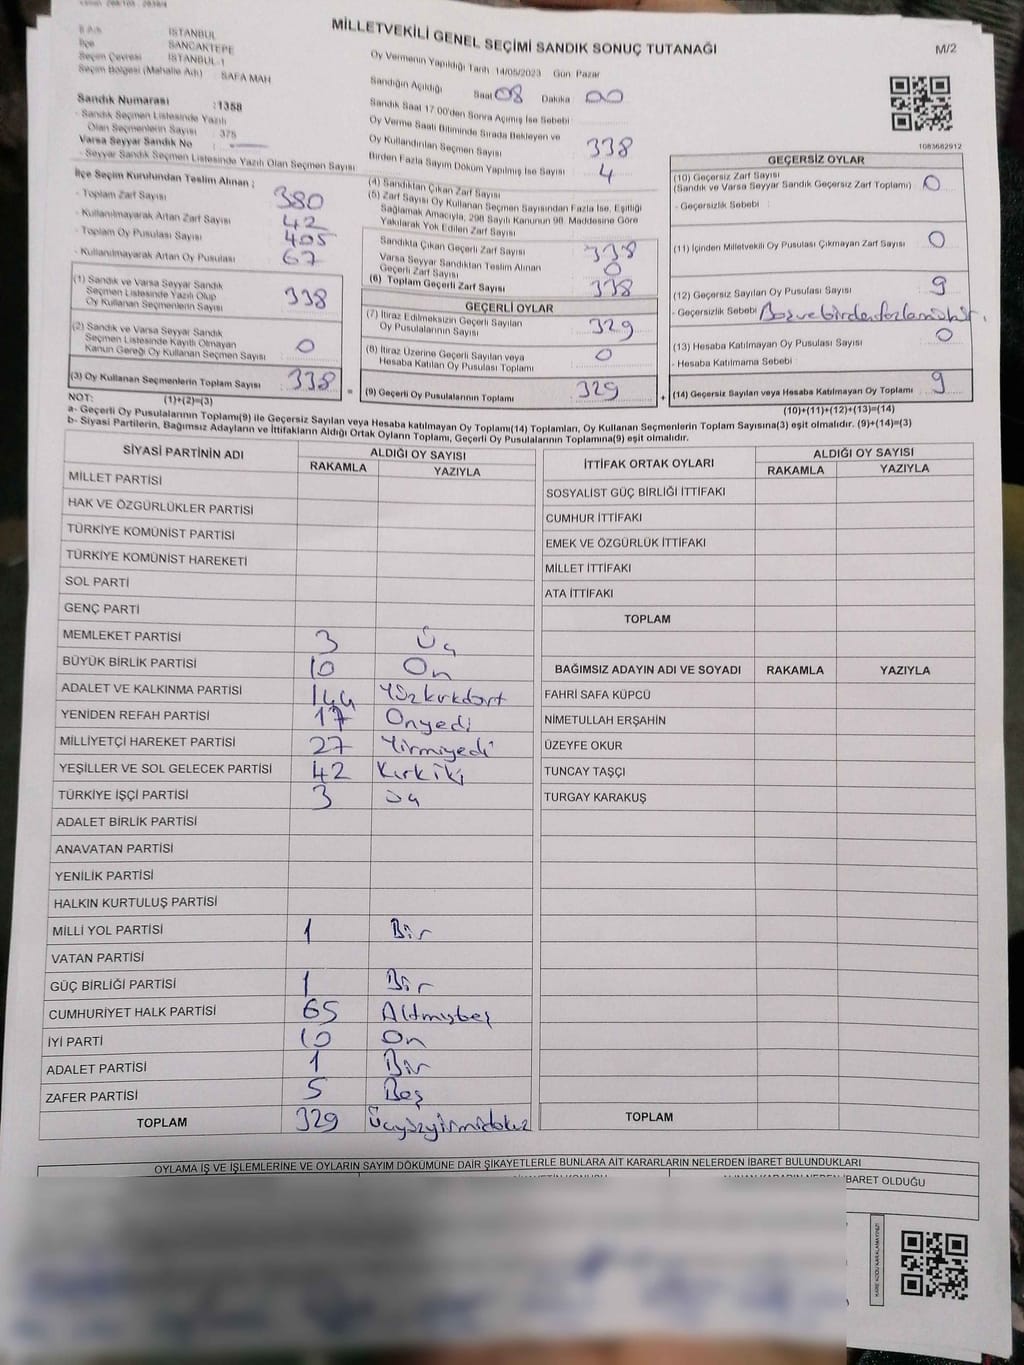 MİLLETVEKİLİ GENEL SEÇİMİ SANDIK SONUÇ TUTANAĞI
M/2
İSTANBUL
İlçe SANCAKTEPE
Seçim Çevresi İSTANBUL-1
Seçim Bölgesi (Mahalle Adı) SAFA MAH
Sandık Numarası :1358
- Sandık Seçmen Listesinde Yazılı
Olan Seçmenlerin Sayısı : 375
Varsa Seyyar Sandık No
- Seyyar Sandık Seçmen Listesinde Yazılı Olan Seçmen Sayısı
İlçe Seçim Kurulundan Teslim Alınan ;
- Toplam Zarf Sayısı 380
- Kullanılmayarak Artan Zarf Sayısı 42
- Toplam Oy Pusulası Sayısı 405
- Kullanılmayarak Artan Oy Pusulası 67
(1) Sandık ve Varsa Seyyar Sandık
Seçmen Listesinde Yazılı Olup
Oy Kullanan Seçmenlerin Sayısı 338
(2) Sandık ve Varsa Seyyar Sandık
Seçmen Listesinde Kayıtlı Olmayan
Kanun Gereği Oy Kullanan Seçmen Sayısı 0
(3) Oy Kullanan Seçmenlerin Toplam Sayısı 338 =
Oy Vermenin Yapıldığı Tarih 14/05/2023 Gün Pazar
Sandığın Açıldığı Saat 08 Dakika 00
Sandık Saat 17.00'den Sonra Açılmış İse Sebebi
Oy Verme Saati Bitiminde Sırada Bekleyen ve
Oy Kullandırılan Seçmen Sayısı 338
Birden Fazla Sayım Döküm Yapılmış İse Sayısı 4
(4) Sandıktan Çıkan Zarf Sayısı
(5) Zarf Sayısı Oy Kullanan Seçmen Sayısından Fazla İse, Eşitliği
Sağlamak Amacıyla, 298 Sayılı Kanunun 98. Maddesine Göre
Yakılarak Yok Edilen Zarf Sayısı
Sandıkta Çıkan Geçerli Zarf Sayısı 338
Varsa Seyyar Sandıktan Teslim Alınan
Geçerli Zarf Sayısı 0
(6) Toplam Geçerli Zarf Sayısı 338
GEÇERLİ OYLAR
(7) İtiraz Edilmeksizin Geçerli Sayılan
Oy Pusulalarının Sayısı 329
(8) İtiraz Üzerine Geçerli Sayılan veya
Hesaba Katılan Oy Pusulası Toplamı 0
(9) Geçerli Oy Pusulalarının Toplamı 329 +
1083682912
GEÇERSİZ OYLAR
(10) Geçersiz Zarf Sayısı
(Sandık ve Varsa Seyyar Sandık Geçersiz Zarf Toplamı) 0
- Geçersizlik Sebebi :
(11) İçinden Milletvekili Oy Pusulası Çıkmayan Zarf Sayısı 0
(12) Geçersiz Sayılan Oy Pusulası Sayısı 9
- Geçersizlik Sebebi Boş ve birden fazla mühür.
(13) Hesaba Katılmayan Oy Pusulası Sayısı 0
- Hesaba Katılmama Sebebi
(14) Geçersiz Sayılan veya Hesaba Katılmayan Oy Toplamı 9
NOT: (1)+(2)=(3) (10)+(11)+(12)+(13)=(14)
a- Geçerli Oy Pusulalarının Toplamı(9) ile Geçersiz Sayılan veya Hesaba katılmayan Oy Toplamı(14) Toplamları, Oy Kullanan Seçmenlerin Toplam Sayısına(3) eşit olmalıdır. (9)+(14)=(3)
b- Siyasi Partilerin, Bağımsız Adayların ve İttifakların Aldığı Ortak Oyların Toplamı, Geçerli Oy Pusulalarının Toplamına(9) eşit olmalıdır.
SİYASİ PARTİNİN ADI ALDIĞI OY SAYISI
RAKAMLA YAZIYLA
MİLLET PARTİSİ
HAK VE ÖZGÜRLÜKLER PARTİSİ
TÜRKİYE KOMÜNİST PARTİSİ
TÜRKİYE KOMÜNİST HAREKETİ
SOL PARTİ
GENÇ PARTİ
MEMLEKET PARTİSİ 3 Üç
BÜYÜK BİRLİK PARTİSİ 10 On
ADALET VE KALKINMA PARTİSİ 144 Yüzkırkdört
YENİDEN REFAH PARTİSİ 17 Onyedi
MİLLİYETÇİ HAREKET PARTİSİ 27 Yirmiyedi
YEŞİLLER VE SOL GELECEK PARTİSİ 42 Kırkiki
TÜRKİYE İŞÇİ PARTİSİ 3 Üç
ADALET BİRLİK PARTİSİ
ANAVATAN PARTİSİ
YENİLİK PARTİSİ
HALKIN KURTULUŞ PARTİSİ
MİLLİ YOL PARTİSİ 1 Bir
VATAN PARTİSİ
GÜÇ BİRLİĞİ PARTİSİ 1 Bir
CUMHURİYET HALK PARTİSİ 65 Altmışbeş
İYİ PARTİ 10 On
ADALET PARTİSİ 1 Bir
ZAFER PARTİSİ 5 Beş
TOPLAM 329 Üçyüzyirmidokuz
İTTİFAK ORTAK OYLARI ALDIĞI OY SAYISI
RAKAMLA YAZIYLA
SOSYALİST GÜÇ BİRLİĞİ İTTİFAKI
CUMHUR İTTİFAKI
EMEK VE ÖZGÜRLÜK İTTİFAKI
MİLLET İTTİFAKI
ATA İTTİFAKI
TOPLAM
BAĞIMSIZ ADAYIN ADI VE SOYADI RAKAMLA YAZIYLA
FAHRİ SAFA KÜPCÜ
NİMETULLAH ERŞAHİN
ÜZEYFE OKUR
TUNCAY TAŞÇI
TURGAY KARAKUŞ
TOPLAM
OYLAMA İŞ VE İŞLEMLERİNE VE OYLARIN SAYIM DÖKÜMÜNE DAİR ŞİKAYETLERLE BUNLARA AİT KARARLARIN NELERDEN İBARET BULUNDUKLARI
İBARET OLDUĞU